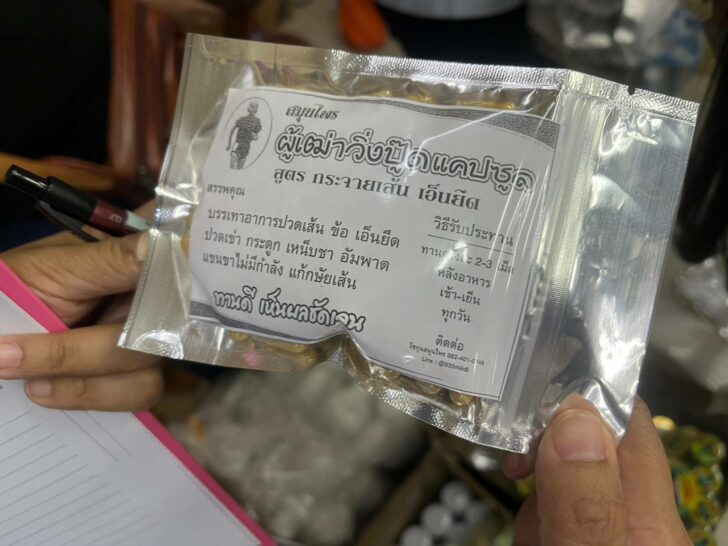 สมุนไพร
ผู้เฒ่าวิ่งปู๊ดแคปซูล
สูตร กระจายเส้น เอ็นยึด
สรรพคุณ
บรรเทาอาการปวดเส้น ข้อ เอ็นยึด
ปวดเข่า กระดูก เหน็บชา อัมพาต
แขนขาไม่มีกำลัง แก้กษัยเส้น
ทานดี เห็นผลชัดเจน
วิธีรับประทาน
2-3 เม็ด
หลังอาหาร
เช้า-เย็น
ทุกวัน
ติดต่อ
Line : @033mikdi